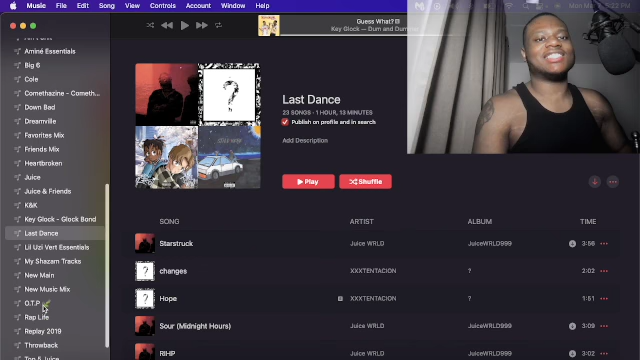 Music File Edit Song View Controls Account Window Help
Guess What? E
Key Glock — Dum and Dummer
Aminé Essentials
Big 6
Cole
Comethazine - Cometh...
Down Bad
Dreamville
Favorites Mix
Friends Mix
Heartbroken
Juice
Juice & Friends
K&K
Key Glock - Glock Bond
Last Dance
Lil Uzi Vert Essentials
My Shazam Tracks
New Main
New Music Mix
O.T.P
Rap Life
Replay 2019
Throwback
Top 5 Juice
Last Dance
23 SONGS · 1 HOUR, 13 MINUTES
Publish on profile and in search
Add Description
Play Shuffle
SONG ARTIST ALBUM TIME
Starstruck Juice WRLD JuiceWRLD999 3:56
changes XXXTENTACION ? 2:02
Hope E XXXTENTACION ? 1:51
Sour (Midnight Hours) Juice WRLD JuiceWRLD999 3:09
RIHP Juice WRLD JuiceWRLD999